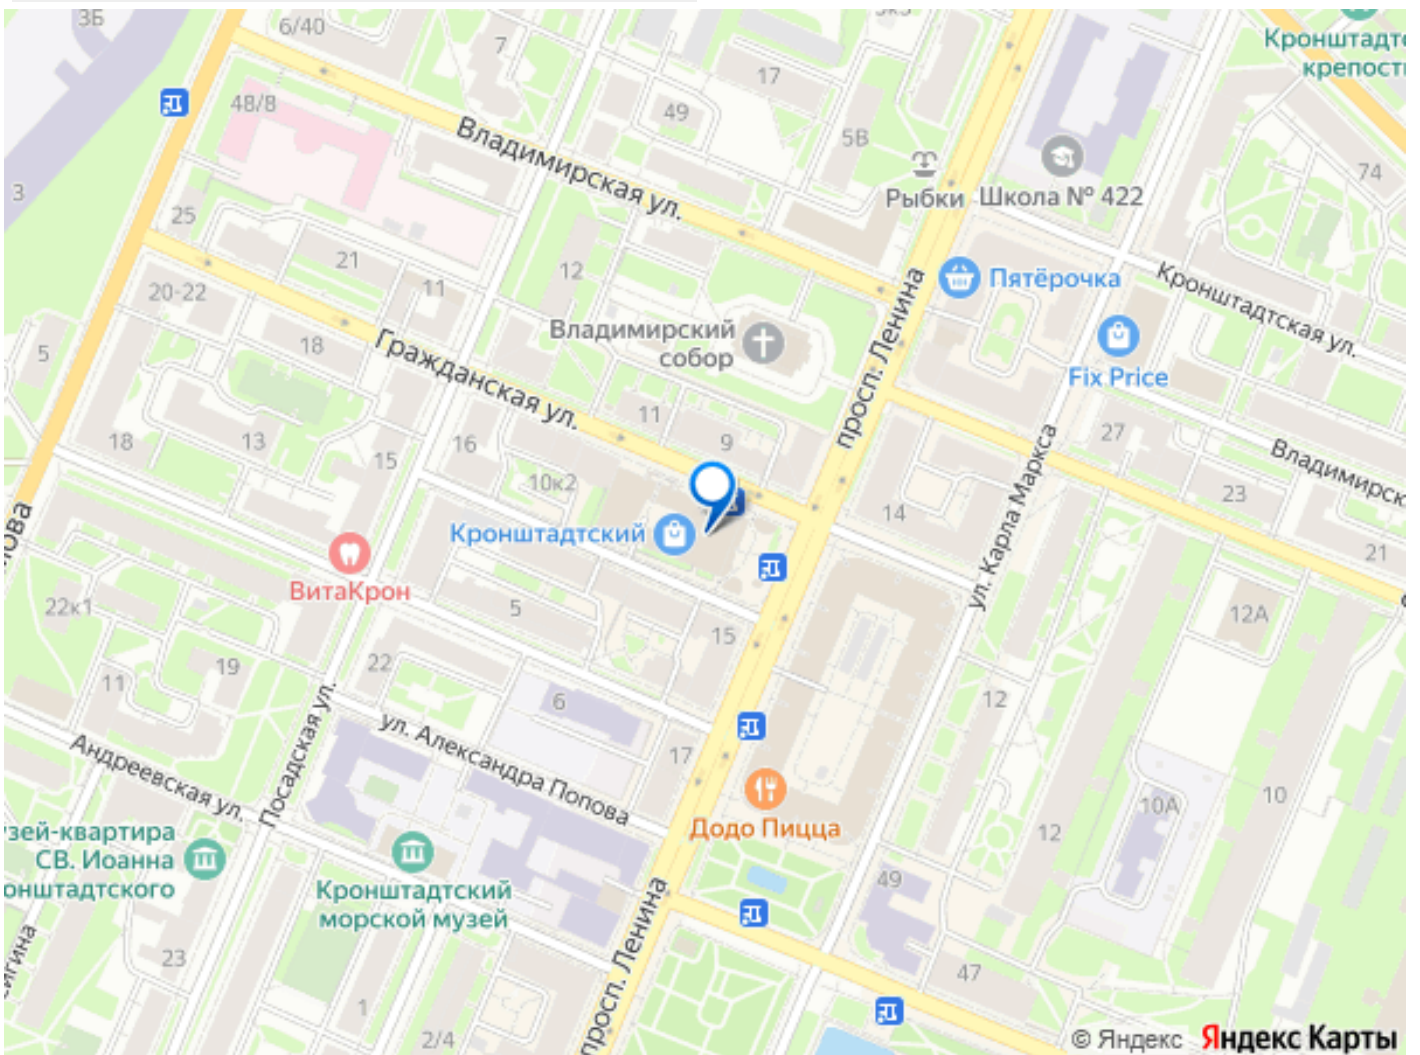 3Б
6/40
7
17
Кронштадт
крепост
48/8
49
5В
Владимирская ул.
Рыбки
Школа № 422
74
3
25
21
12
11
20-22
просп. Ленина
Пятёрочка
Кронштадтская ул.
Владимирский
собор
Fix Price
5
18
Гражданская ул.
11
9
27
18
13
15
16
10к2
ул. Карла Маркса
Владимирск
23
14
Кронштадтский
21
ВитаКрон
22к1
5
15
12А
19
22
11
6
12
Андреевская ул.
Посадская ул.
ул. Александра Попова
17
10А
10
12
Додо Пицца
зей-квартира
СВ. Иоанна
онштадтского
Кронштадтский
морской музей
49
просп. Ленина
23
47
1
2/4
© Яндекс Яндекс Карты